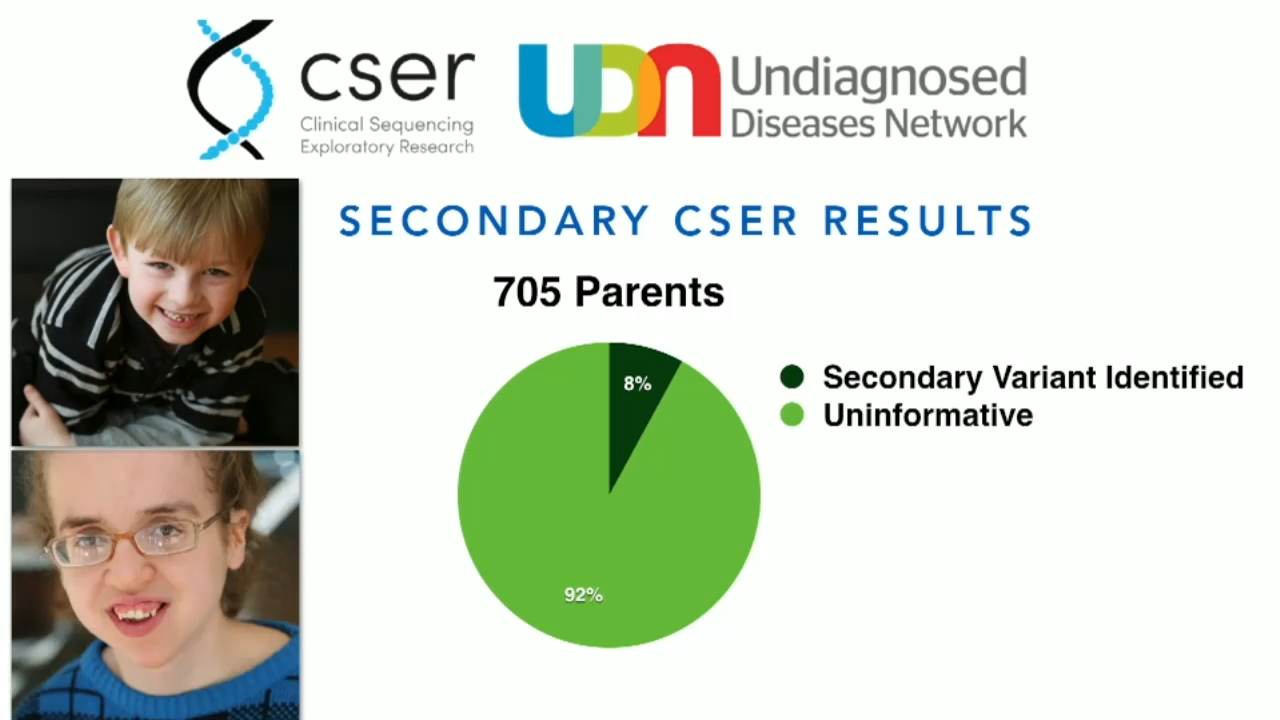 cser
Clinical Sequencing
Exploratory Research
UDN
Undiagnosed
Diseases Network
SECONDARY CSER RESULTS
705 Parents
8%
92%
Secondary Variant Identified
Uninformative